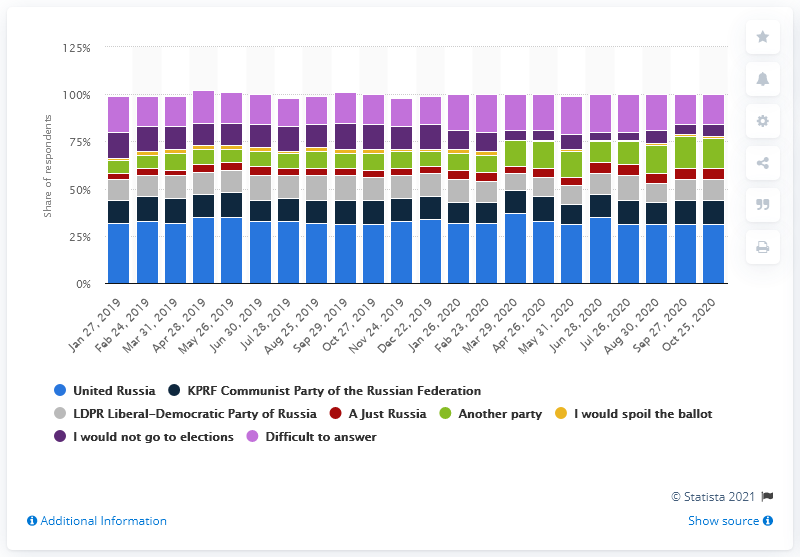 125%
100%
75%
50%
25%
0%
Share of respondents
Jan 27, 2019
Feb 24, 2019
Mar 31, 2019
Apr 28, 2019
May 26, 2019
Jun 30, 2019
Jul 28, 2019
Aug 25, 2019
Sep 29, 2019
Oct 27, 2019
Nov 24, 2019
Dec 22, 2019
Jan 26, 2020
Feb 23, 2020
Mar 29, 2020
Apr 26, 2020
May 31, 2020
Jun 28, 2020
Jul 26, 2020
Aug 30, 2020
Sep 27, 2020
Oct 25, 2020
United Russia KPRF Communist Party of the Russian Federation
LDPR Liberal-Democratic Party of Russia A Just Russia Another party I would spoil the ballot
I would not go to elections Difficult to answer
© Statista 2021
Additional Information Show source